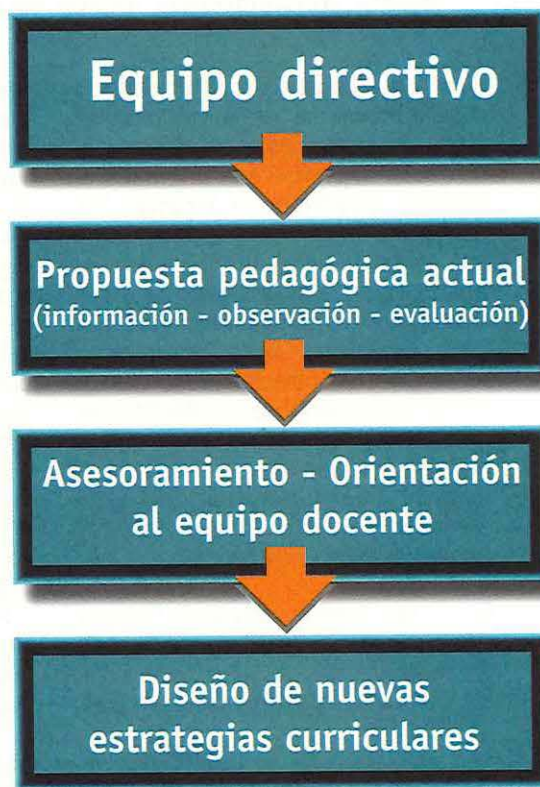 Equipo directivo
Propuesta pedagógica actual
(información - observación - evaluación)
Asesoramiento - Orientación
al equipo docente
Diseño de nuevas
estrategias curriculares